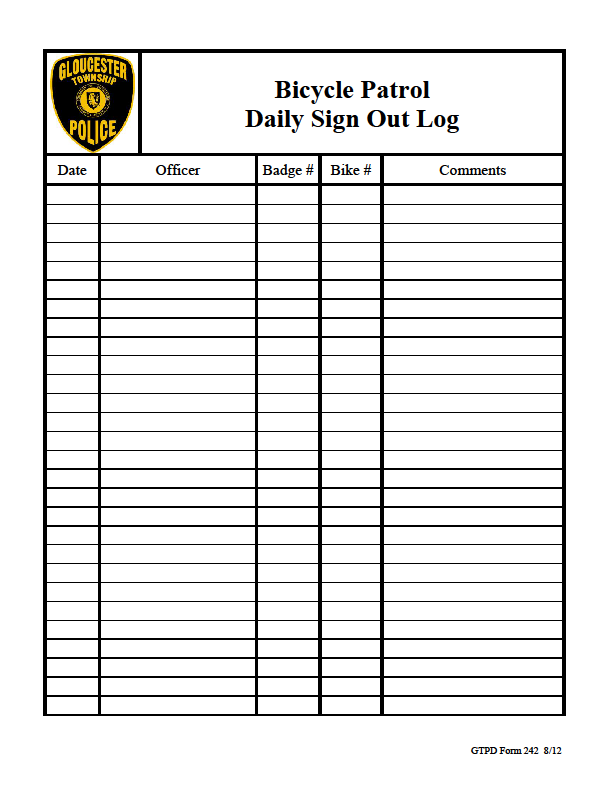 GLOUCESTER
TOWNSHIP
POLICE
Bicycle Patrol
Daily Sign Out Log
Date Officer Badge # Bike # Comments
GTPD Form 242 8/12